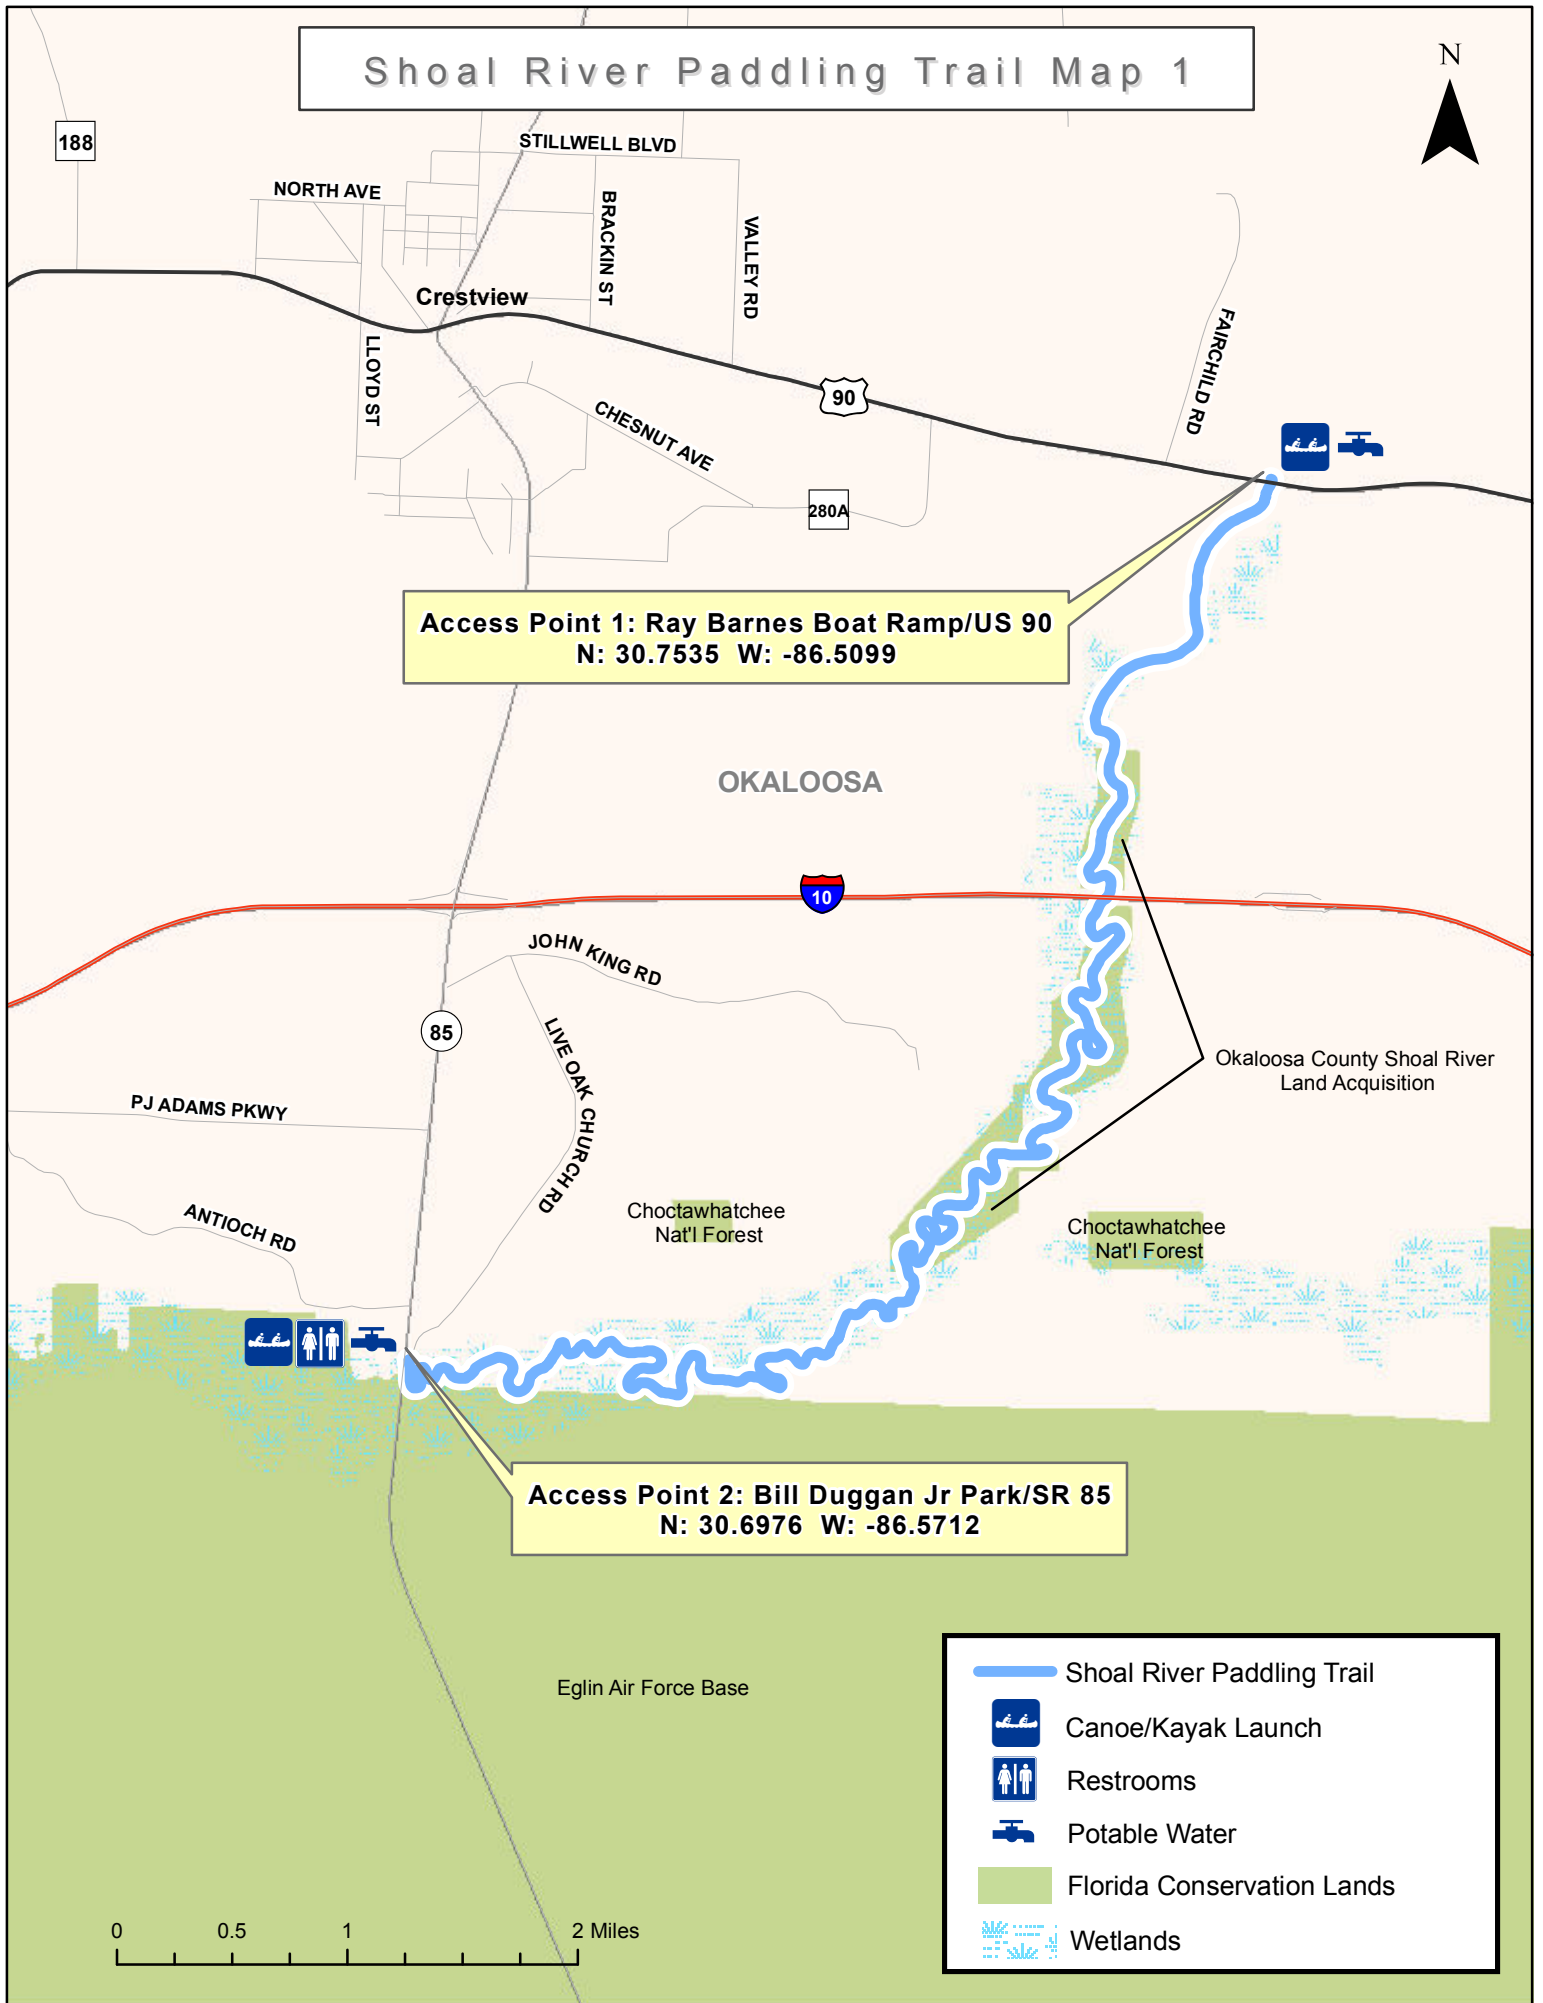 Shoal River Paddling Trail Map 1
N
188
STILLWELL BLVD
NORTH AVE
BRACKIN ST
VALLEY RD
Crestview
LLOYD ST
FAIRCHILD RD
90
CHESNUT AVE
280A
Access Point 1: Ray Barnes Boat Ramp/US 90
N: 30.7535 W: -86.5099
OKALOOSA
10
JOHN KING RD
85
LIVE OAK CHURCH RD
Okaloosa County Shoal River
Land Acquisition
PJ ADAMS PKWY
ANTIOCH RD
Choctawhatchee
Nat'l Forest
Choctawhatchee
Nat'l Forest
Access Point 2: Bill Duggan Jr Park/SR 85
N: 30.6976 W: -86.5712
Eglin Air Force Base
Shoal River Paddling Trail
Canoe/Kayak Launch
Restrooms
Potable Water
Florida Conservation Lands
Wetlands
0 0.5 1 2 Miles